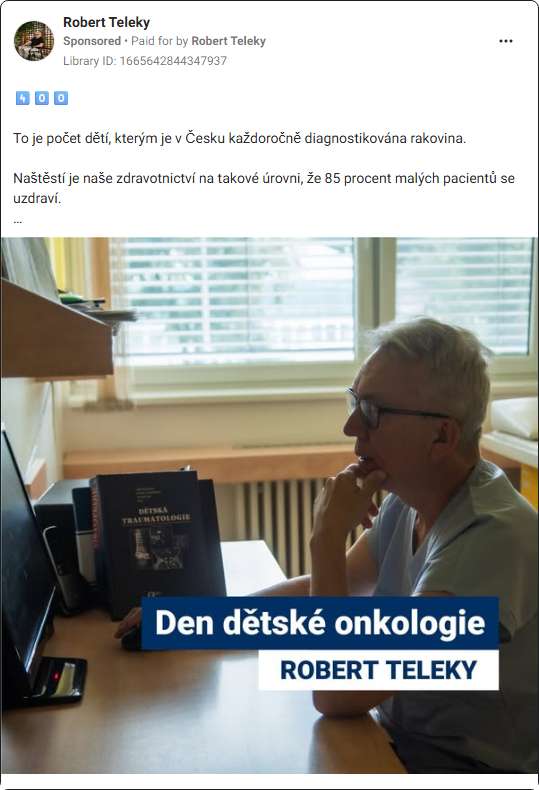 Robert Teleky
Sponsored • Paid for by Robert Teleky
Library ID: 1665642844347937
4 0 0
To je počet dětí, kterým je v Česku každoročně diagnostikována rakovina.
Naštěstí je naše zdravotnictví na takové úrovni, že 85 procent malých pacientů se
uzdraví.
...
DĚTSKÁ
TRAUMATOLOGIE
Den dětské onkologie
ROBERT TELEKY